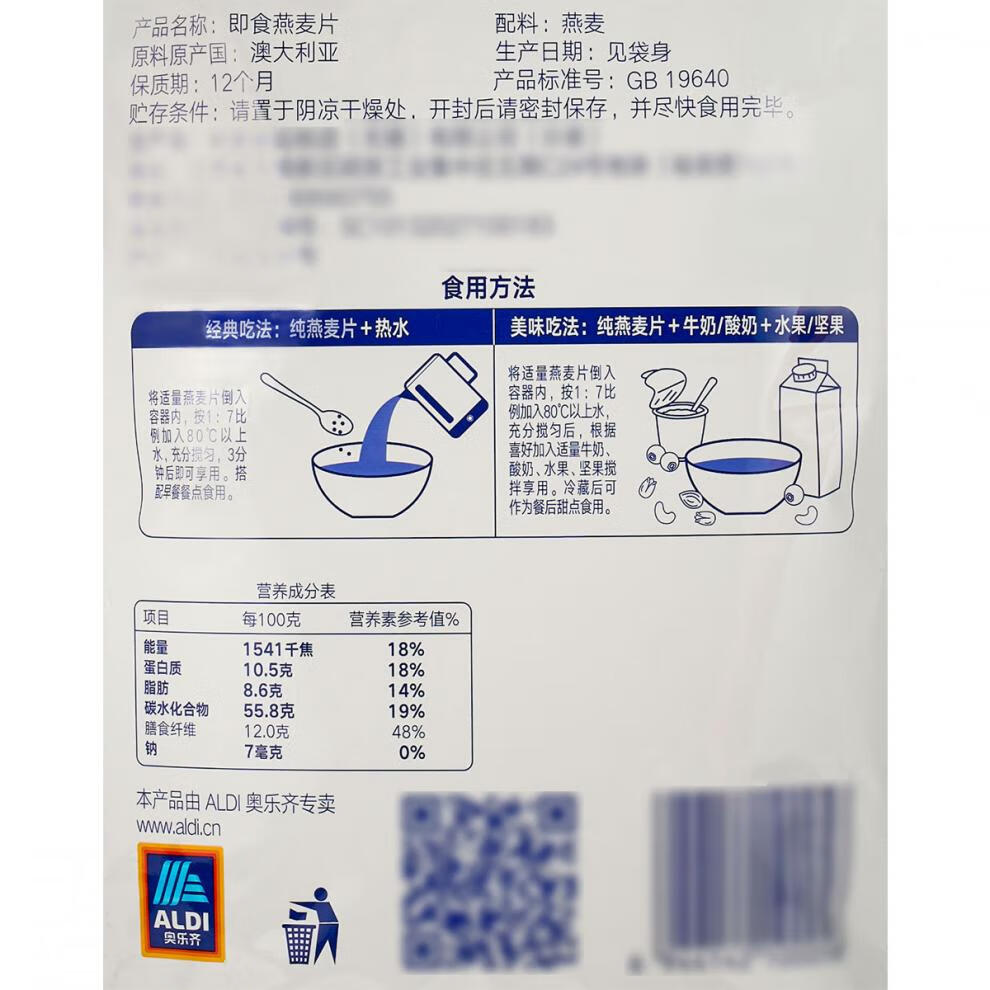 产品名称：即食燕麦片
配料：燕麦
原料原产国：澳大利亚
生产日期：见袋身
保质期：12个月
产品标准号：GB 19640
贮存条件：请置于阴凉干燥处，开封后请密封保存，并尽快食用完毕。
食用方法
经典吃法：纯燕麦片+热水
将适量燕麦片倒入
容器内，按1：7比
例加入80℃以上
水，充分搅匀，3分
钟后即可享用。搭
配早餐餐点食用。
美味吃法：纯燕麦片+牛奶/酸奶+水果/坚果
将适量燕麦片倒入
容器内，按1：7比
例加入80℃以上水，
充分搅匀后，根据
喜好加入适量牛奶、
酸奶、水果、坚果搅
拌享用。冷藏后可
作为餐后甜点食用。
营养成分表
项目 每100克 营养素参考值%
能量 1541千焦 18%
蛋白质 10.5克 18%
脂肪 8.6克 14%
碳水化合物 55.8克 19%
膳食纤维 12.0克 48%
钠 7毫克 0%
本产品由 ALDI 奥乐齐专卖
www.aldi.cn
ALDI
奥乐齐